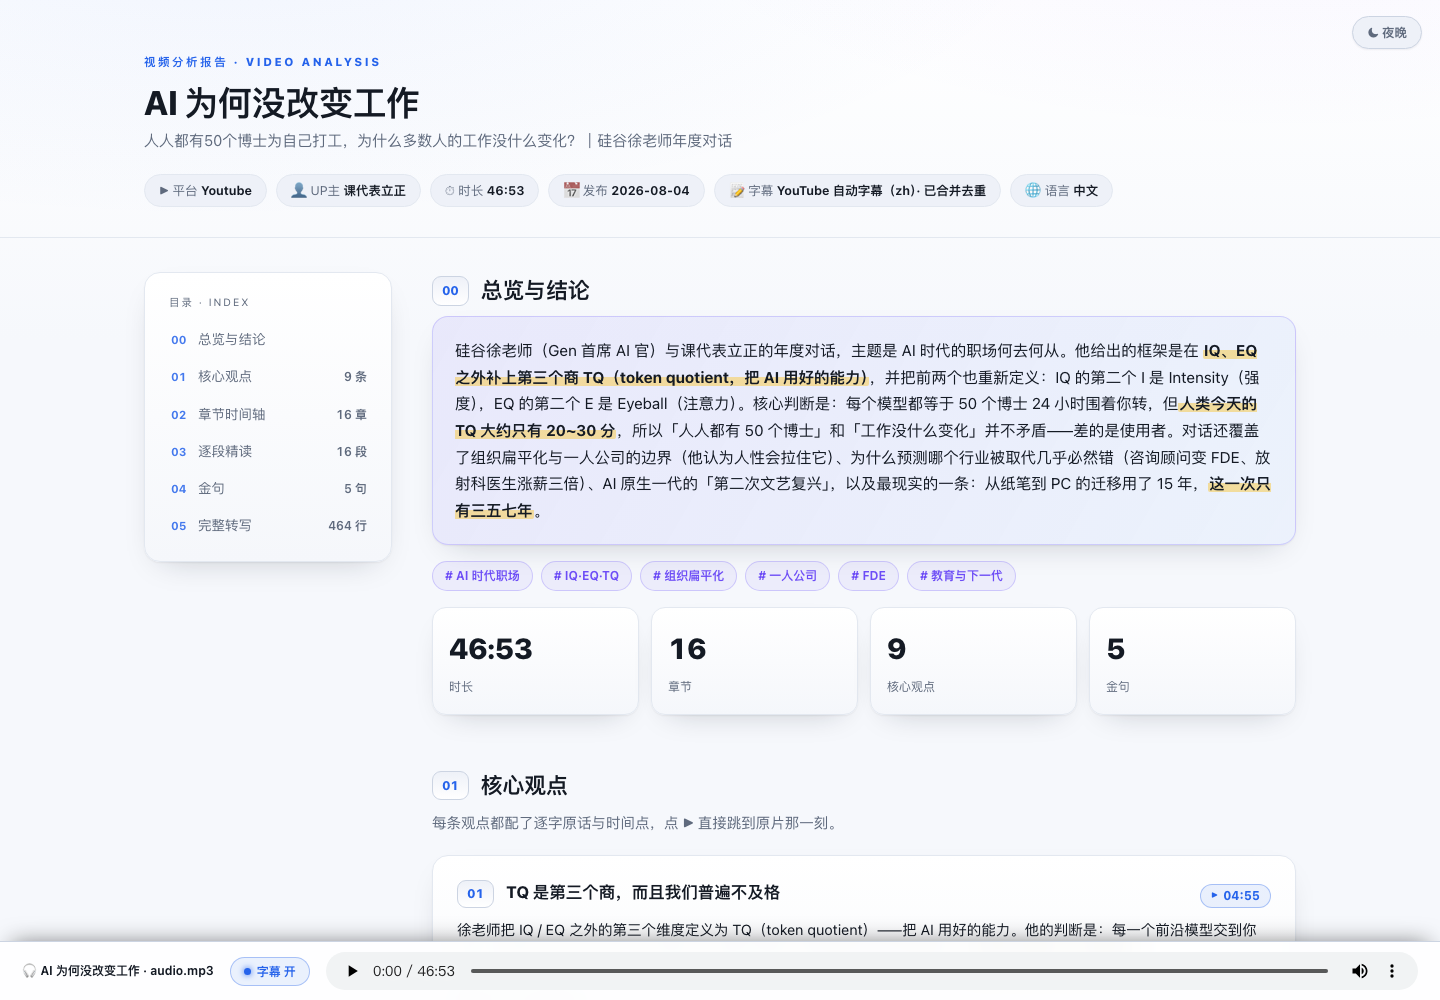 夜晚
视频分析报告 · VIDEO ANALYSIS
AI 为何没改变工作
人人都有50个博士为自己打工，为什么多数人的工作没什么变化？｜硅谷徐老师年度对话
平台 Youtube
UP主 课代表立正
时长 46:53
发布 2026-08-04
字幕 YouTube 自动字幕（zh）· 已合并去重
语言 中文
目录 · INDEX
00 总览与结论
01 核心观点 9 条
02 章节时间轴 16 章
03 逐段精读 16 段
04 金句 5 句
05 完整转写 464 行
00 总览与结论
硅谷徐老师（Gen 首席 AI 官）与课代表立正的年度对话，主题是 AI 时代的职场何去何从。他给出的框架是在 IQ、EQ
之外补上第三个商 TQ（token quotient，把 AI 用好的能力），并把前两个也重新定义：IQ 的第二个 I 是 Intensity（强
度），EQ 的第二个 E 是 Eyeball（注意力）。核心判断是：每个模型都等于 50 个博士 24 小时围着你转，但人类今天的
TQ 大约只有 20~30 分，所以「人人都有 50 个博士」和「工作没什么变化」并不矛盾——差的是使用者。对话还覆盖
了组织扁平化与一人公司的边界（他认为人性会拉住它）、为什么预测哪个行业被取代几乎必然错（咨询顾问变 FDE、放
射科医生涨薪三倍）、AI 原生一代的「第二次文艺复兴」，以及最现实的一条：从纸笔到 PC 的迁移用了 15 年，这一次只
有三五七年。
# AI 时代职场
# IQ·EQ·TQ
# 组织扁平化
# 一人公司
# FDE
# 教育与下一代
46:53
时长
16
章节
9
核心观点
5
金句
01 核心观点
每条观点都配了逐字原话与时间点，点 ▶ 直接跳到原片那一刻。
01 TQ 是第三个商，而且我们普遍不及格
04:55
徐老师把 IQ / EQ 之外的第三个维度定义为 TQ（token quotient）——把 AI 用好的能力。他的判断是：每一个前沿模型交到你
AI 为何没改变工作 · audio.mp3
字幕 开
0:00 / 46:53